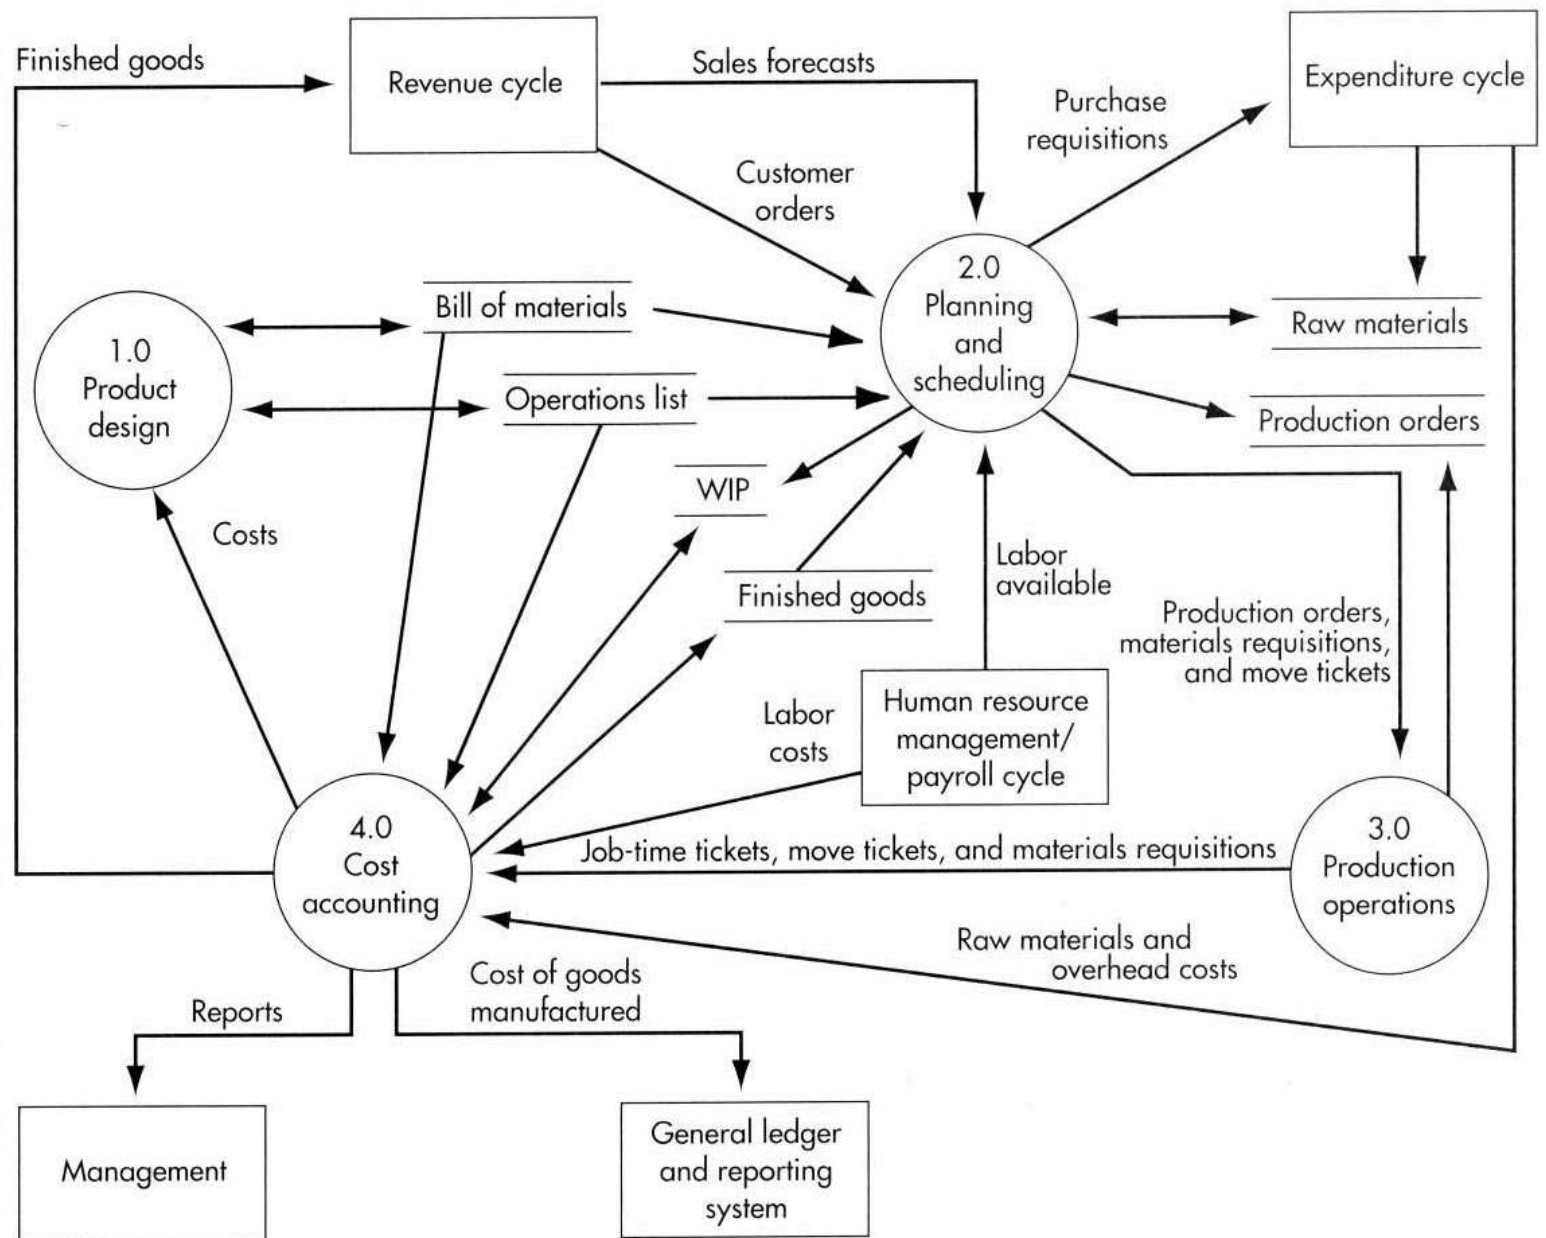 Finished goods
Revenue cycle
Sales forecasts
Expenditure cycle
Purchase
requisitions
Customer
orders
2.0
Planning
and
scheduling
Bill of materials
Raw materials
1.0
Product
design
Operations list
Production orders
WIP
Costs
Labor
available
Finished goods
Production orders,
materials requisitions,
and move tickets
Human resource
management/
payroll cycle
Labor
costs
4.0
Cost
accounting
Job-time tickets, move tickets, and materials requisitions
3.0
Production
operations
Raw materials and
overhead costs
Cost of goods
manufactured
Reports
Management
General ledger
and reporting
system